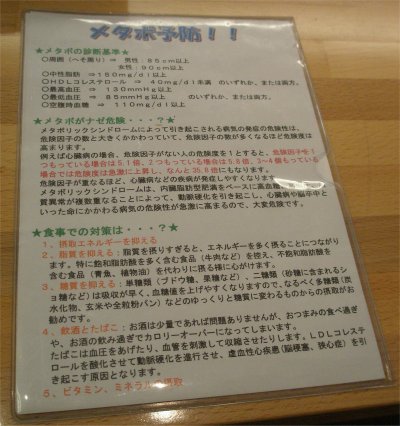 メタボ予防！！
★メタボの診断基準★
〇周囲（へそ周り）⇒ 男性：85cm以上
女性：90cm以上
〇中性脂肪 ⇒150mg/dl以上
〇HDLコレステロール ⇒ 40mg/dl未満 のいずれか、または両方。
〇最高血圧 ⇒ 130mmHg以上
〇最低血圧 ⇒ 85mmHg以上 のいずれか、または両方。
〇空腹時血糖 ⇒ 110mg/dl以上
★メタボがナゼ危険・・・？★
メタボリックシンドロームによって引き起こされる病気の発症の危険性は、
危険因子の数と大きくかかわっていて、危険因子の数が多くなるほど危険度は
高まります。
例えば心臓病の場合、危険因子がない人の危険度を1とすると、危険因子を1
つもっている場合は5.1倍、2つもっている場合は5.8倍、3~4個もっている
場合では危険度は急激に上昇し、なんと35.8倍にもなります。
危険因子が重なるほど、心臓病などの疾病が発症しやすくなります。
メタボリックシンドロームは、内臓脂肪型肥満をベースに高血糖、
質異常が複数重なることによって、動脈硬化を引き起こし、心臓病や脳卒中と
いった命にかかわる病気の危険性が急激に高まるので、大変危険です。
★食事での対策は・・・？★
1、摂取エネルギーを抑える
2、脂質を抑える：脂質を摂りすぎると、エネルギーを多く摂ることにつながり
ます。特に飽和脂肪酸を多く含む食品（牛肉など）を控え、不飽和脂肪酸
を含む食品（青魚、植物油）を代わりに摂る様に心がけます。
3、糖質を抑える：単糖類（ブドウ糖、果糖など）、二糖類（砂糖に含まれるシ
ョ糖など）は吸収が早く、血糖値を上げやすくなりますので、なるべく多糖類（炭
水化物、玄米や全粒粉パン）などのゆっくりと糖質に変わるものからの摂取がお
勧めです。
4、飲酒とたばこ：お酒は少量であれば問題ありませんが、おつまみの食べ過ぎ
や、お酒の飲み過ぎでカロリーオーバーになってしまいます。
たばこは血圧をあげたり、血管を刺激して収縮させたりします。LDLコレステ
ロールを酸化させて動脈硬化を進行させ、虚血性心疾患（脳梗塞、狭心症）を引
き起こす原因となります。
5、ビタミン、ミネラルの摂取